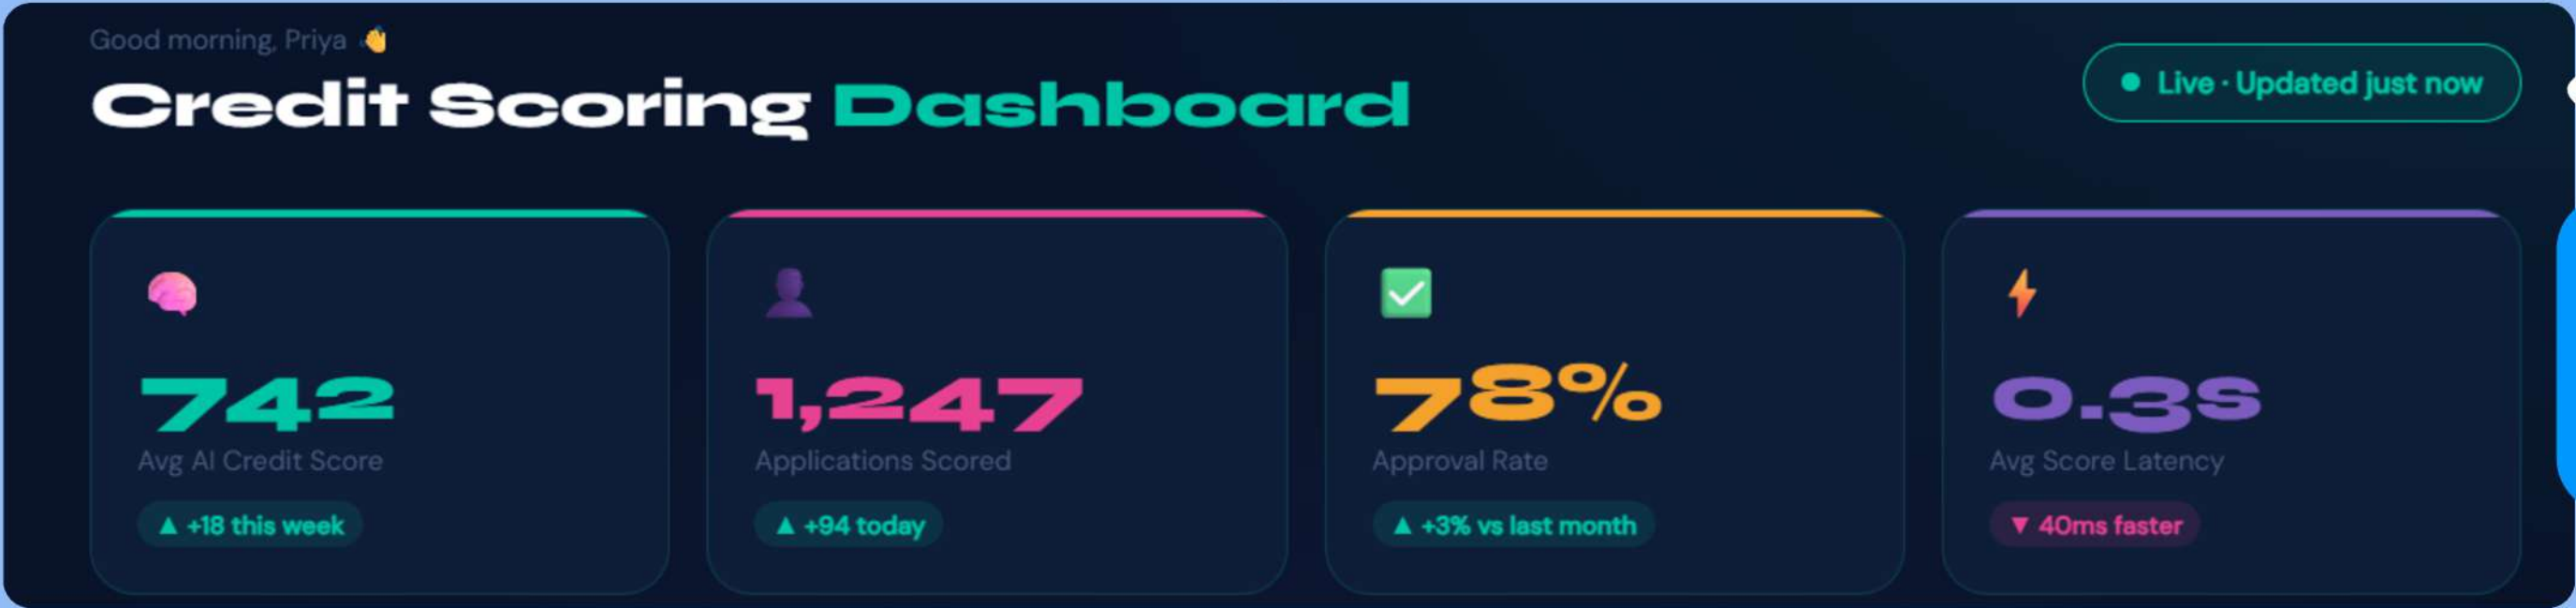 Good morning, Priya 👋
Credit Scoring Dashboard
Live · Updated just now
742
Avg AI Credit Score
▲ +18 this week
1,247
Applications Scored
▲ +94 today
78%
Approval Rate
▲ +3% vs last month
0.3s
Avg Score Latency
▼ 40ms faster